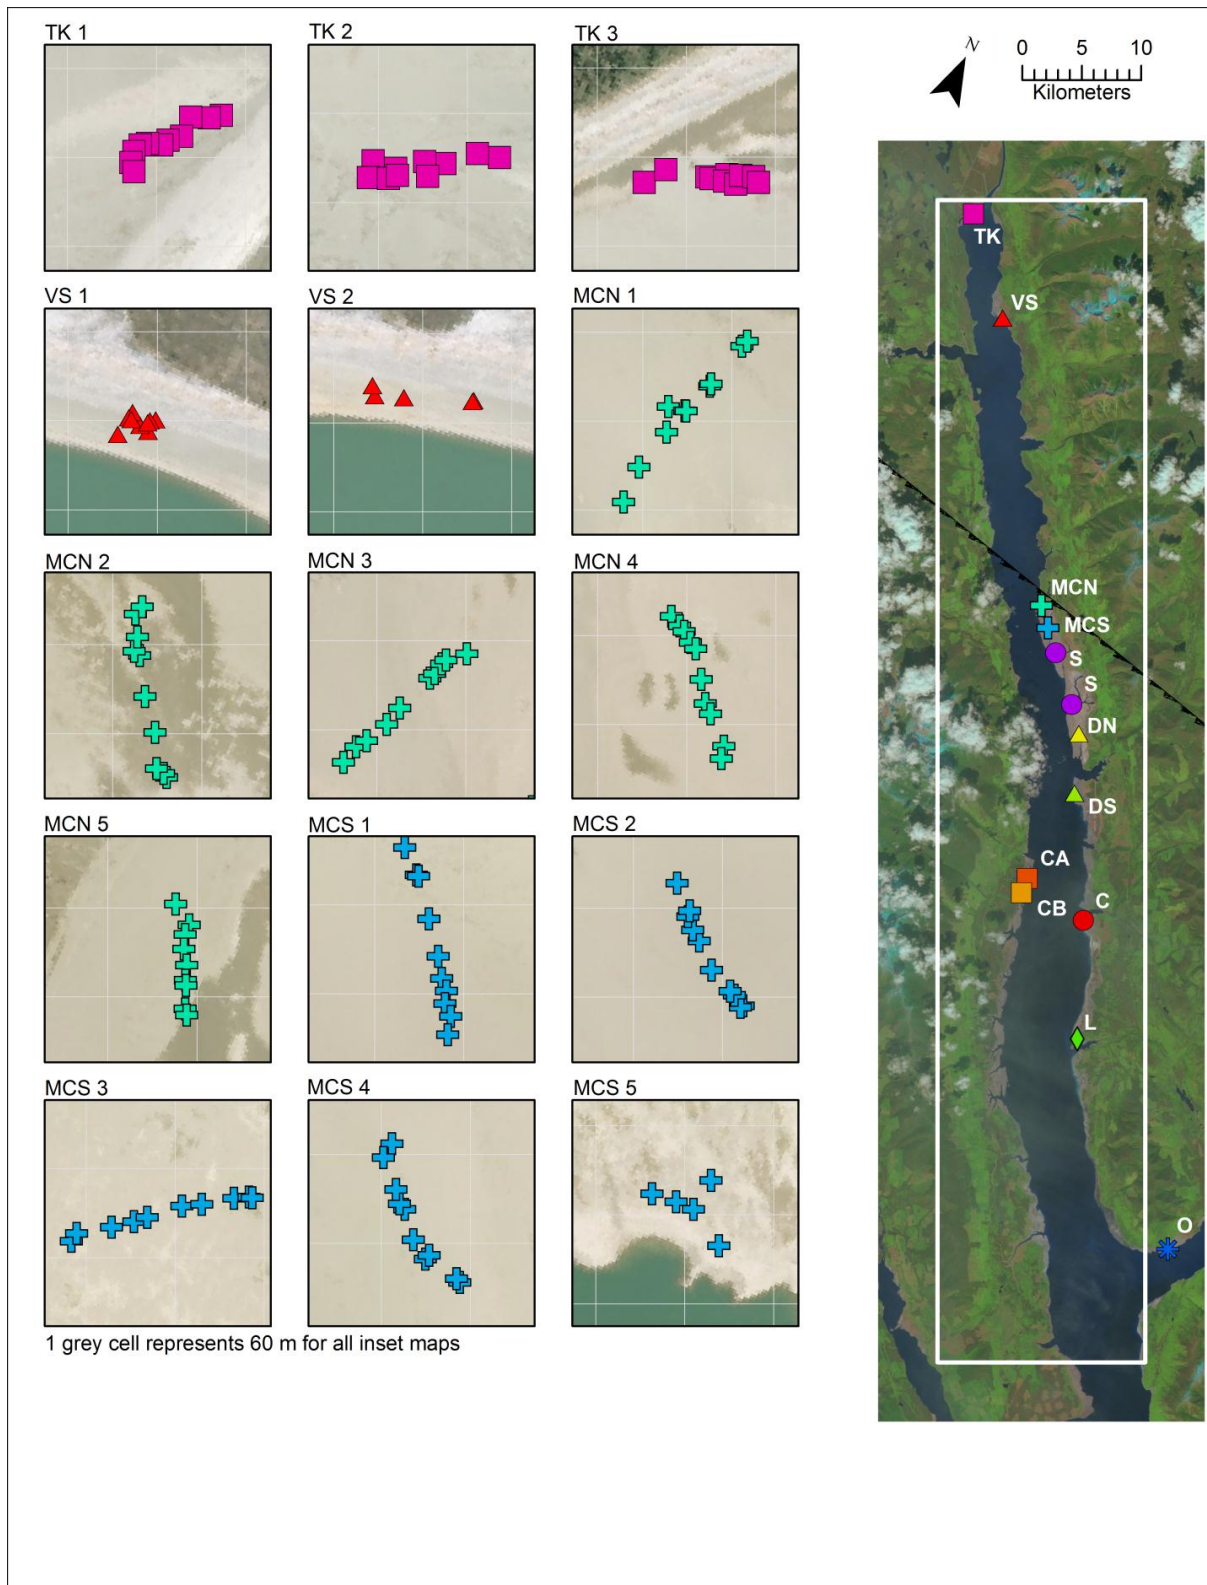 TK 1
TK 2
TK 3
VS 1
VS 2
MCN 1
MCN 2
MCN 3
MCN 4
MCN 5
MCS 1
MCS 2
MCS 3
MCS 4
MCS 5
1 grey cell represents 60 m for all inset maps
N
0 5 10
Kilometers
TK
VS
MCN
MCS
S
S
DN
DS
CA
CB
C
L
O